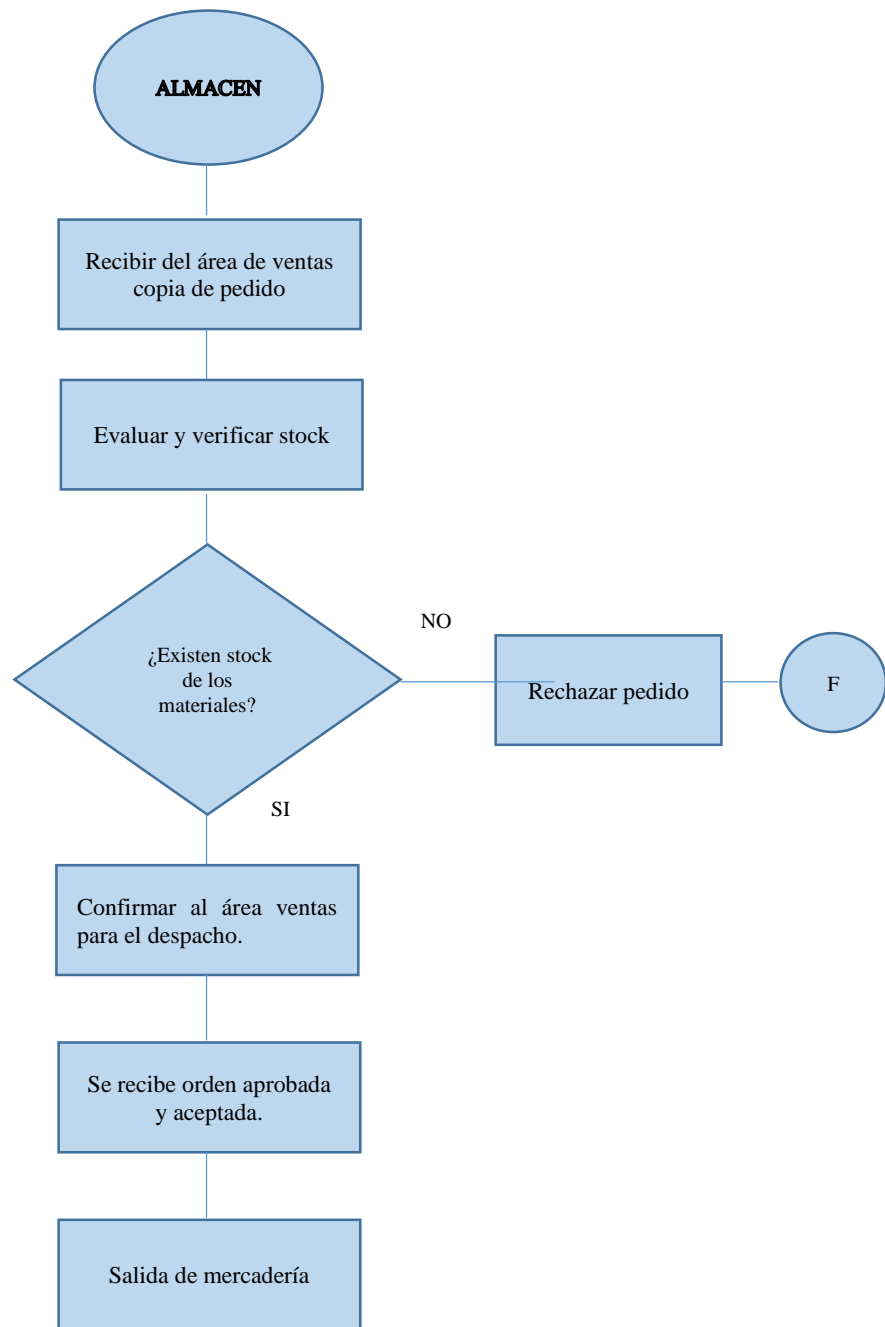 ALMACEN
Recibir del área de ventas
copia de pedido
Evaluar y verificar stock
¿Existen stock
de los
materiales?
NO
Rechazar pedido
F
SI
Confirmar al área ventas
para el despacho.
Se recibe orden aprobada
y aceptada.
Salida de mercadería